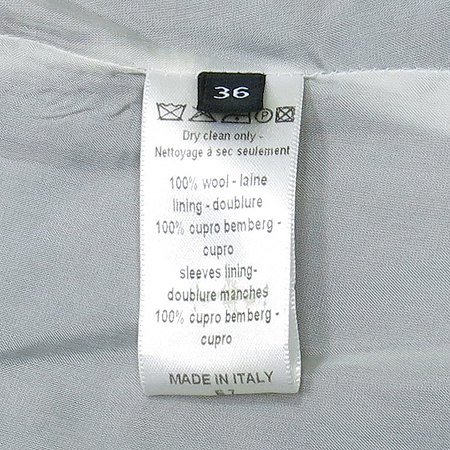 36
P
Dry clean only -
Nettoyage à sec seulement
100% wool - laine
lining - doublure
100% cupro bemberg -
cupro
sleeves lining-
doublure manches
100% cupro bemberg -
cupro
MADE IN ITALY